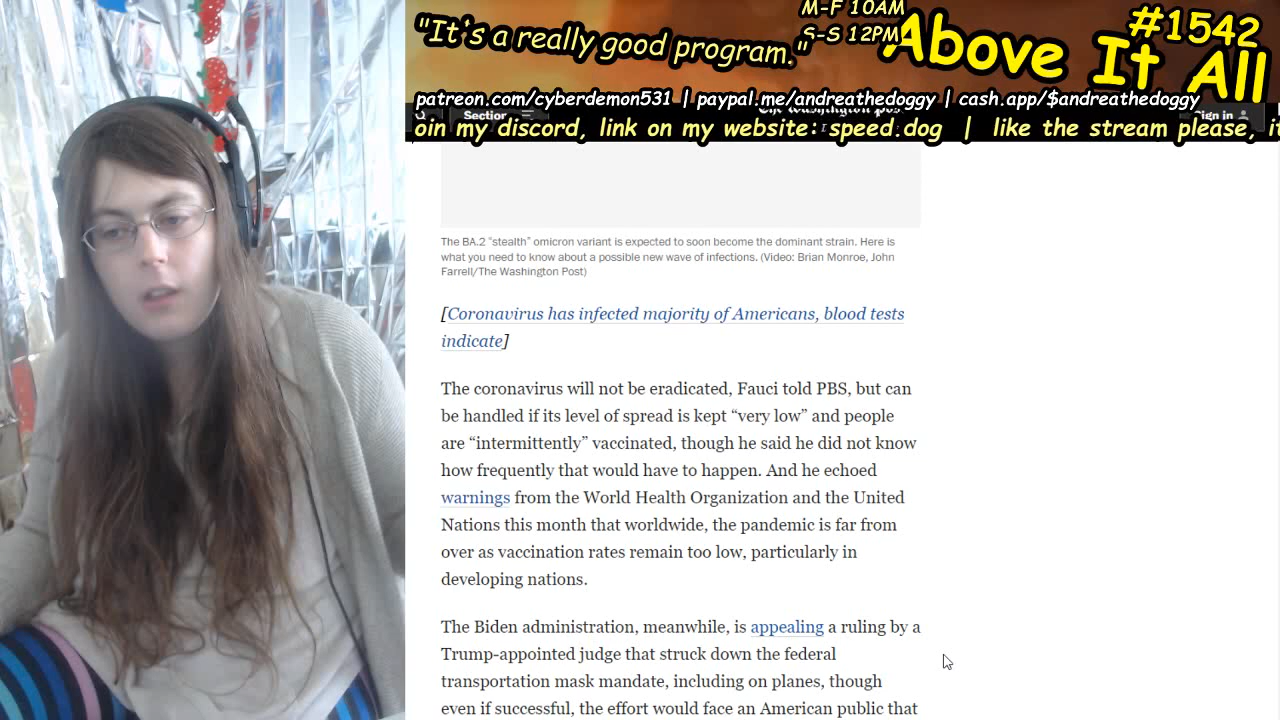 "It's a really good program."
M-F 10AM
S-S 12PM
Above It All
#1542
patreon.com/cyberdemon531 | paypal.me/andreathedoggy | cash.app/$andreathedoggy
Sign in
oin my discord, link on my website: speed.dog | like the stream please, it
The BA.2 “stealth” omicron variant is expected to soon become the dominant strain. Here is
what you need to know about a possible new wave of infections. (Video: Brian Monroe, John
Farrell/The Washington Post)
[Coronavirus has infected majority of Americans, blood tests
indicate]
The coronavirus will not be eradicated, Fauci told PBS, but can
be handled if its level of spread is kept “very low” and people
are “intermittently” vaccinated, though he said he did not know
how frequently that would have to happen. And he echoed
warnings from the World Health Organization and the United
Nations this month that worldwide, the pandemic is far from
over as vaccination rates remain too low, particularly in
developing nations.
The Biden administration, meanwhile, is appealing a ruling by a
Trump-appointed judge that struck down the federal
transportation mask mandate, including on planes, though
even if successful, the effort would face an American public that